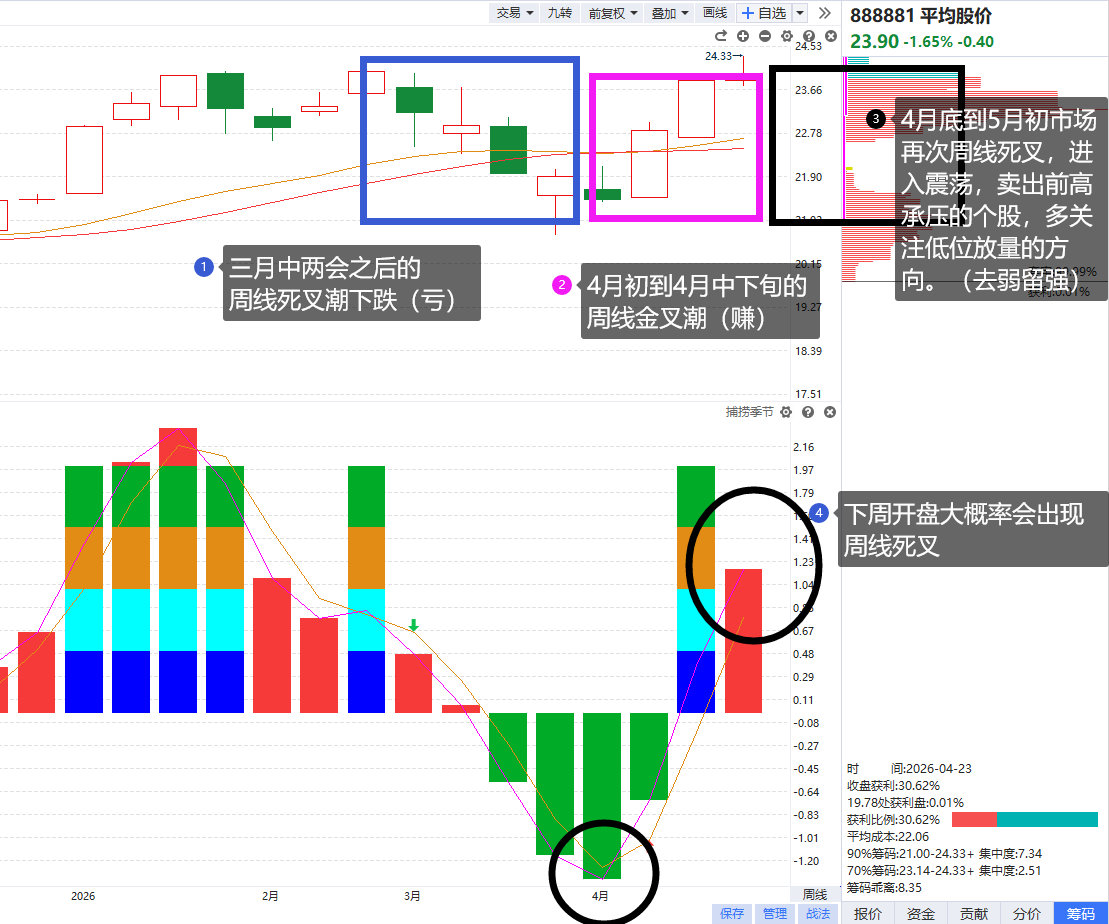 交易 九转 前复权 叠加 画线 自选
888881 平均股价
23.90 -1.65% -0.40
24.33
24.53
23.66
22.78
21.90
20.15
19.27
18.39
17.51
1 三月中两会之后的
周线死叉潮下跌（亏）
2 4月初到4月中下旬的
周线金叉潮（赚）
3 4月底到5月初市场
再次周线死叉，进
入震荡，卖出前高
承压的个股，多关
注低位放量的方
向。（去弱留强）
捕捞季节
2.16
1.97
1.79
4 下周开盘大概率会出现
周线死叉
1.23
1.04
0.67
0.48
0.29
0.11
-0.08
-0.27
-0.45
-0.64
-0.83
-1.01
-1.20
时 间:2026-04-23
收盘获利:30.62%
19.78处获利盘:0.01%
获利比例:30.62%
平均成本:22.06
90%筹码:21.00-24.33+ 集中度:7.34
70%筹码:23.14-24.33+ 集中度:2.51
筹码乖离:8.35
2026 2月 3月 4月 周线
保存 管理 战法 报价 资金 贡献 分价 筹码